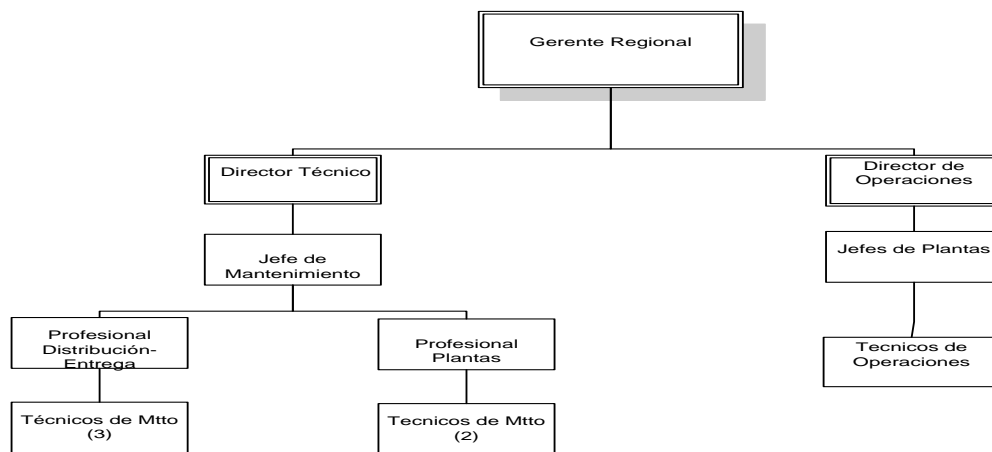 Gerente Regional
Director Técnico
Director de
Operaciones
Jefe de
Mantenimiento
Jefes de Plantas
Profesional
Distribución-
Entrega
Profesional
Plantas
Tecnicos de
Operaciones
Técnicos de Mtto
(3)
Tecnicos de Mtto
(2)